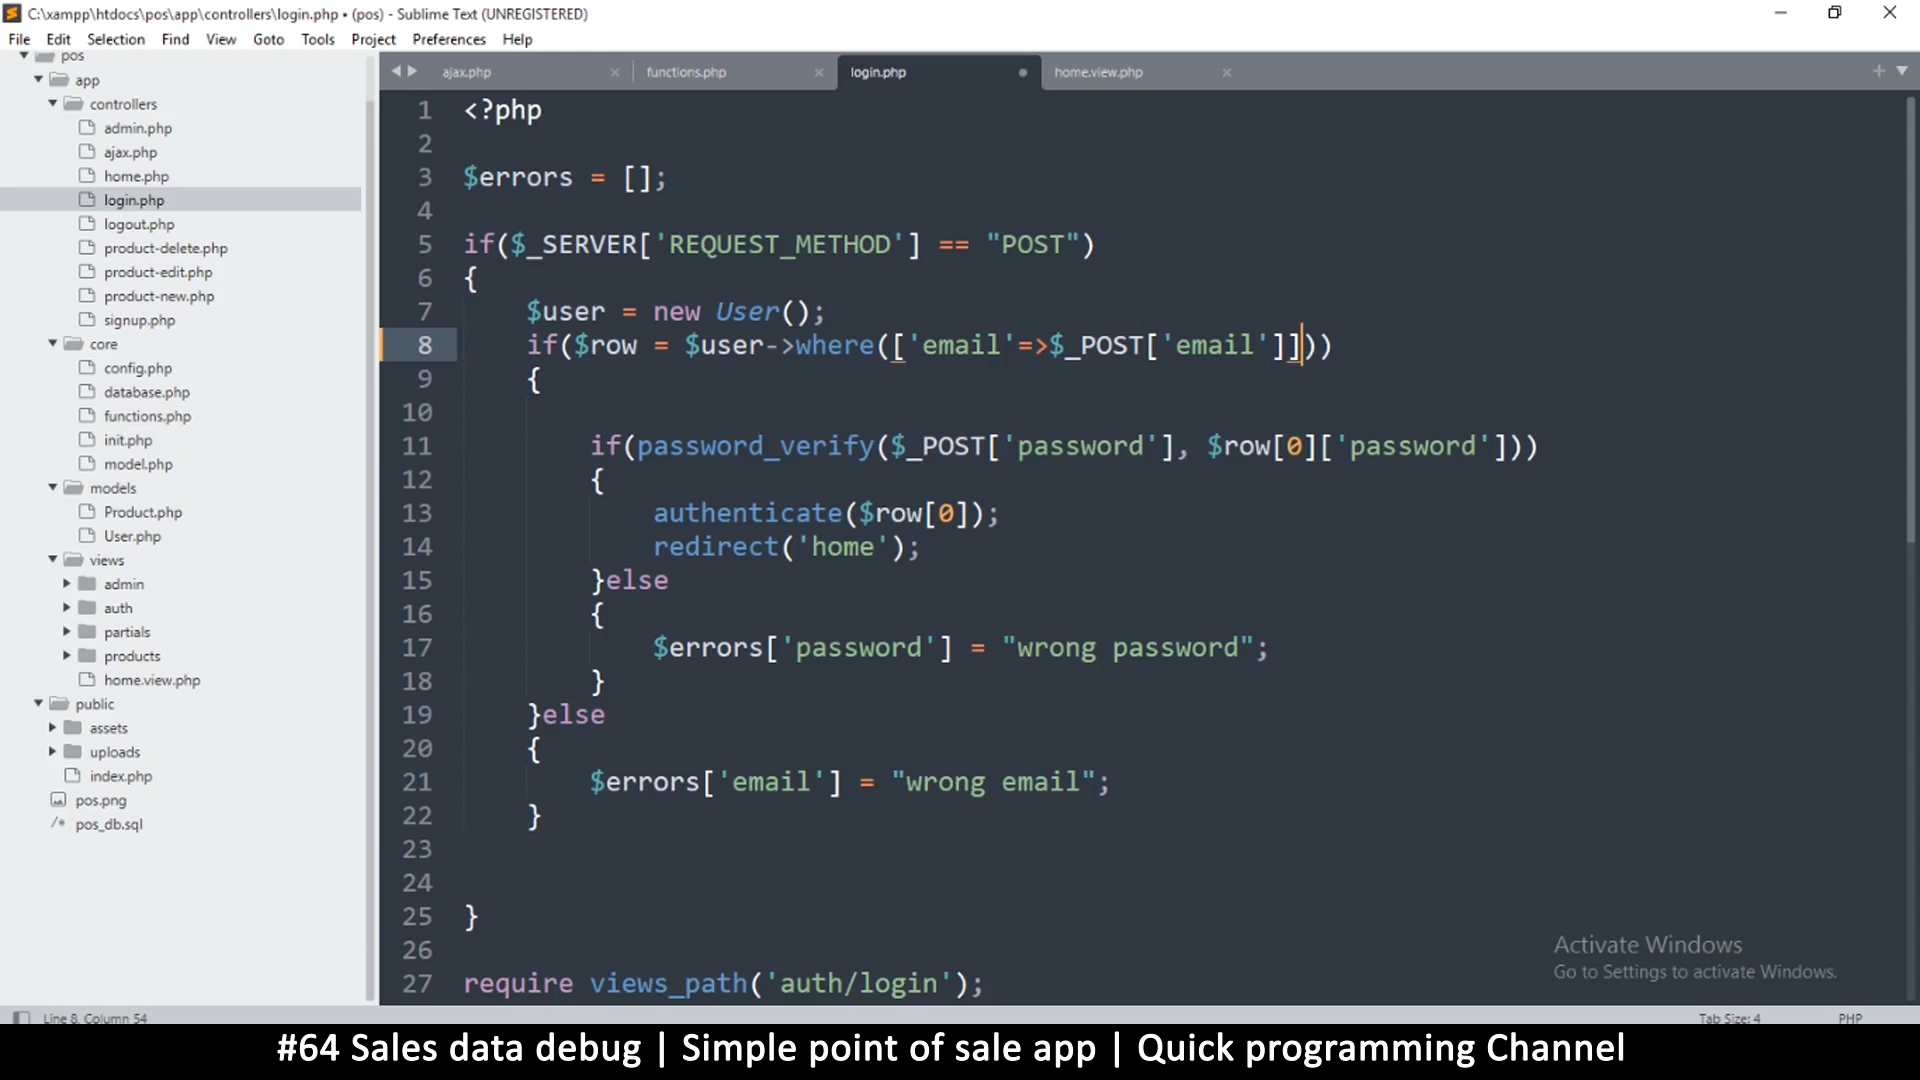 C:\xampp\htdocs\pos\app\controllers\login.php • (pos) - Sublime Text (UNREGISTERED)
File Edit Selection Find View Goto Tools Project Preferences Help
pos
app
controllers
admin.php
ajax.php
home.php
login.php
logout.php
product-delete.php
product-edit.php
product-new.php
signup.php
core
config.php
database.php
functions.php
init.php
model.php
models
Product.php
User.php
views
admin
auth
partials
products
home.view.php
public
assets
uploads
index.php
pos.png
pos_db.sql
ajax.php functions.php login.php home.view.php
1 <?php
2
3 $errors = [];
4
5 if($_SERVER['REQUEST_METHOD'] == "POST")
6 {
7 $user = new User();
8 if($row = $user->where(['email'=>$_POST['email']]))
9 {
10
11 if(password_verify($_POST['password'], $row[0]['password']))
12 {
13 authenticate($row[0]);
14 redirect('home');
15 }else
16 {
17 $errors['password'] = "wrong password";
18 }
19 }else
20 {
21 $errors['email'] = "wrong email";
22 }
23
24
25 }
26
27 require views_path('auth/login');
Activate Windows
Go to Settings to activate Windows.
Line 8, Column 54 Tab Size: 4 PHP
#64 Sales data debug | Simple point of sale app | Quick programming Channel